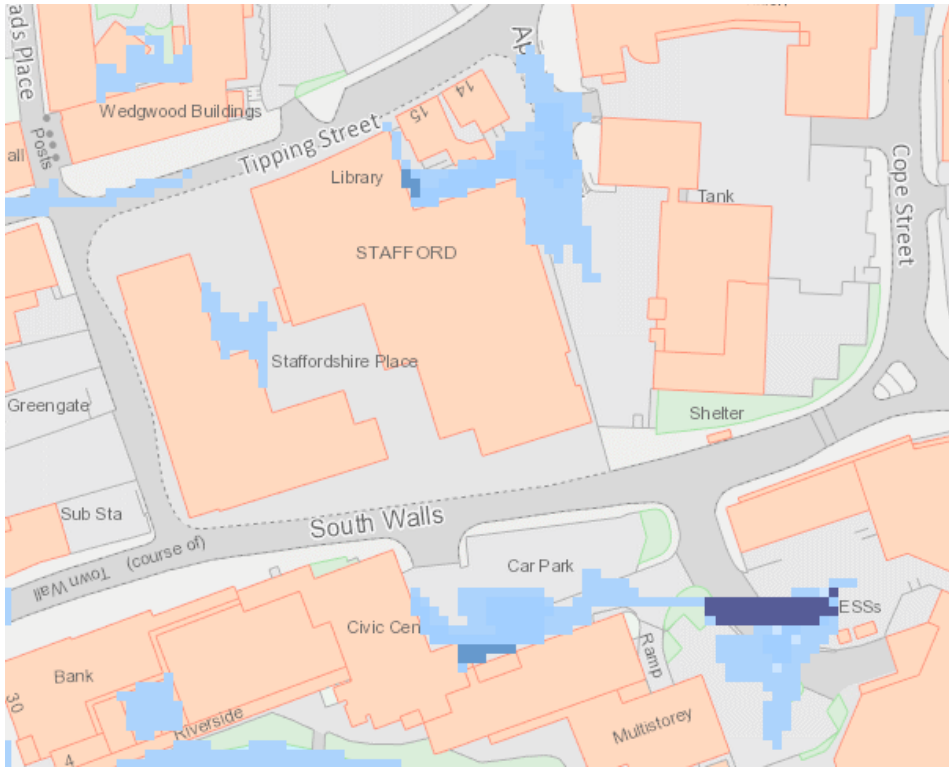 ads Place
Wedgwood Buildings
Posts
all
Tipping Street
15
14
Library
STAFFORD
Tank
Cope Street
Staffordshire Place
Greengate
Shelter
Sub Sta
South Walls
Town Wall
(course of)
Car Park
ESSs
Civic Cen
Ramp
Bank
30
Riverside
Multistorey
4